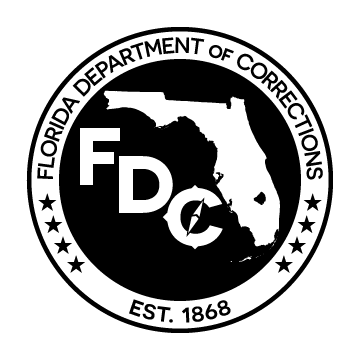 FLORIDA DEPARTMENT OF CORRECTIONS
FDC
EST. 1868